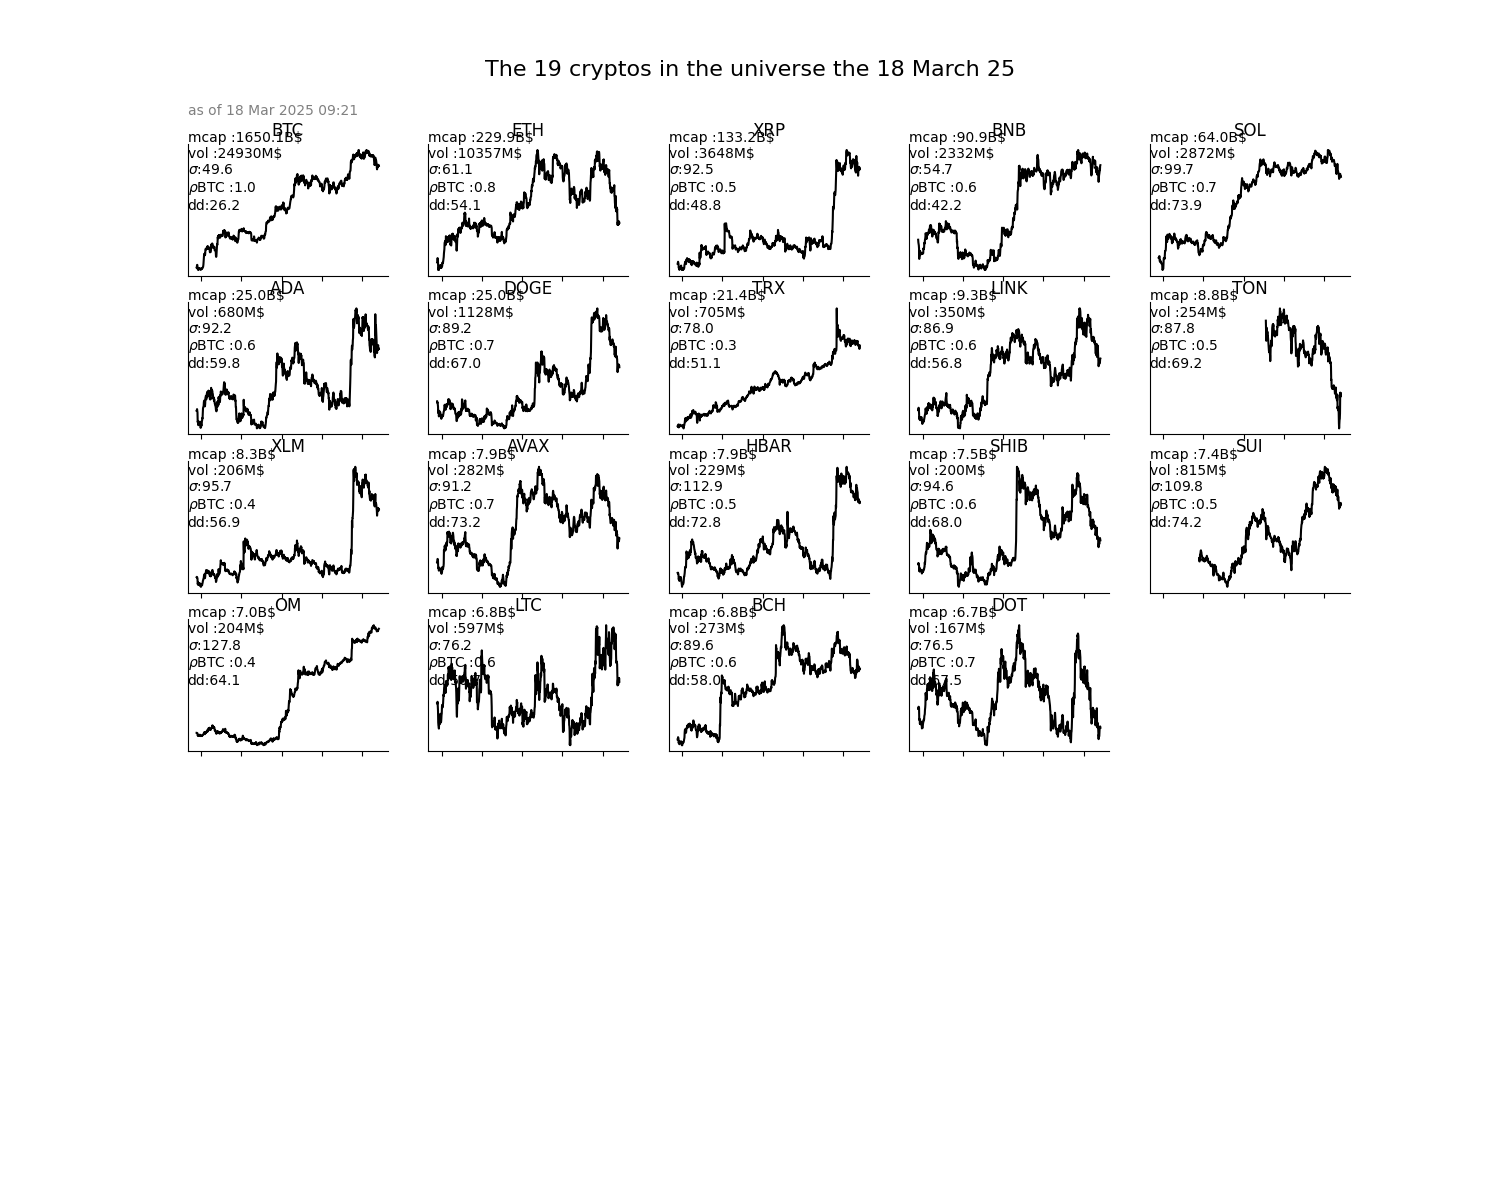 The 19 cryptos in the universe the 18 March 25
as of 18 Mar 2025 09:21
BTC
mcap :1650.1B$
vol :24930M$
σ:49.6
ρBTC :1.0
dd:26.2
ETH
mcap :229.9B$
vol :10357M$
σ:61.1
ρBTC :0.8
dd:54.1
XRP
mcap :133.2B$
vol :3648M$
σ:92.5
ρBTC :0.5
dd:48.8
BNB
mcap :90.9B$
vol :2332M$
σ:54.7
ρBTC :0.6
dd:42.2
SOL
mcap :64.0B$
vol :2872M$
σ:99.7
ρBTC :0.7
dd:73.9
ADA
mcap :25.0B$
vol :680M$
σ:92.2
ρBTC :0.6
dd:59.8
DOGE
mcap :25.0B$
vol :1128M$
σ:89.2
ρBTC :0.7
dd:67.0
TRX
mcap :21.4B$
vol :705M$
σ:78.0
ρBTC :0.3
dd:51.1
LINK
mcap :9.3B$
vol :350M$
σ:86.9
ρBTC :0.6
dd:56.8
TON
mcap :8.8B$
vol :254M$
σ:87.8
ρBTC :0.5
dd:69.2
XLM
mcap :8.3B$
vol :206M$
σ:95.7
ρBTC :0.4
dd:56.9
AVAX
mcap :7.9B$
vol :282M$
σ:91.2
ρBTC :0.7
dd:73.2
HBAR
mcap :7.9B$
vol :229M$
σ:112.9
ρBTC :0.5
dd:72.8
SHIB
mcap :7.5B$
vol :200M$
σ:94.6
ρBTC :0.6
dd:68.0
SUI
mcap :7.4B$
vol :815M$
σ:109.8
ρBTC :0.5
dd:74.2
OM
mcap :7.0B$
vol :204M$
σ:127.8
ρBTC :0.4
dd:64.1
LTC
mcap :6.8B$
vol :597M$
σ:76.2
ρBTC :0.6
BCH
mcap :6.8B$
vol :273M$
σ:89.6
ρBTC :0.6
dd:58.0
DOT
mcap :6.7B$
vol :167M$
σ:76.5
ρBTC :0.7
dd:67.5